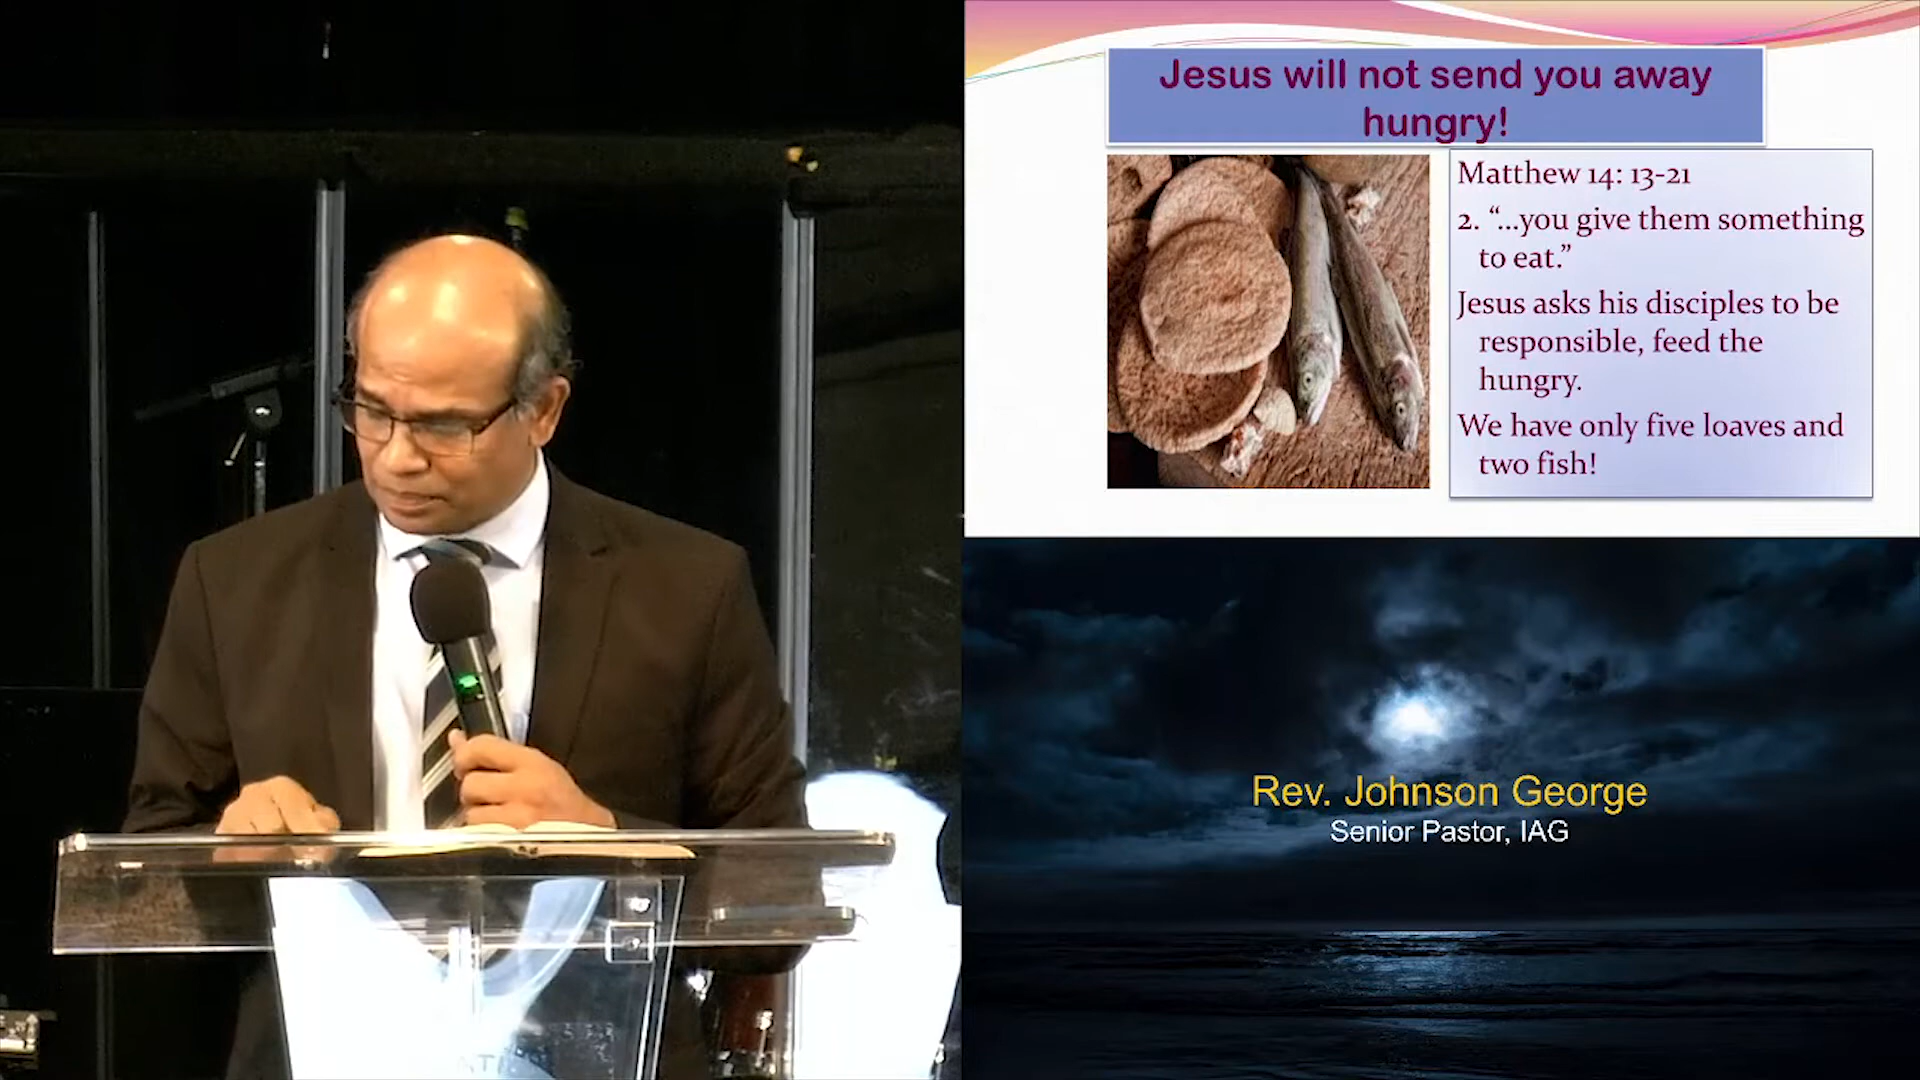 Jesus will not send you away
hungry!
Matthew 14: 13-21
2. “...you give them something
to eat.”
Jesus asks his disciples to be
responsible, feed the
hungry.
We have only five loaves and
two fish!
Rev. Johnson George
Senior Pastor, IAG